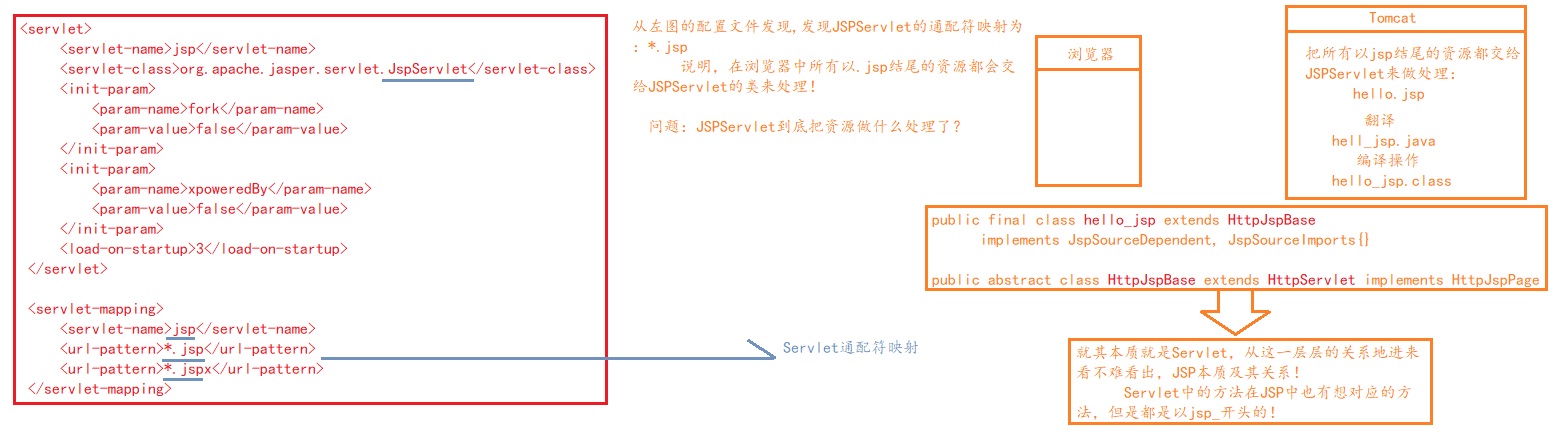 <servlet>
<servlet-name>jsp</servlet-name>
<servlet-class>org.apache.jasper.servlet.JspServlet</servlet-class>
<init-param>
<param-name>fork</param-name>
<param-value>false</param-value>
</init-param>
<init-param>
<param-name>xpoweredBy</param-name>
<param-value>false</param-value>
</init-param>
<load-on-startup>3</load-on-startup>
</servlet>
<servlet-mapping>
<servlet-name>jsp</servlet-name>
<url-pattern>*.jsp</url-pattern>
<url-pattern>*.jspx</url-pattern>
</servlet-mapping>
从左图的配置文件发现,发现JSPServlet的通配符映射为
: *.jsp
说明，在浏览器中所有以.jsp结尾的资源都会交
给JSPServlet的类来处理！
问题：JSPServlet到底把资源做什么处理了？
Servlet通配符映射
浏览器
Tomcat
把所有以jsp结尾的资源都交给
JSPServlet来做处理：
hello.jsp
翻译
hell_jsp.java
编译操作
hello_jsp.class
public final class hello_jsp extends HttpJspBase
implements JspSourceDependent, JspSourceImports{}
public abstract class HttpJspBase extends HttpServlet implements HttpJspPage
就其本质就是Servlet，从这一层层的关系地进来
看不难看出，JSP本质及其关系！
Servlet中的方法在JSP中也有想对应的方
法，但是都是以jsp_开头的！